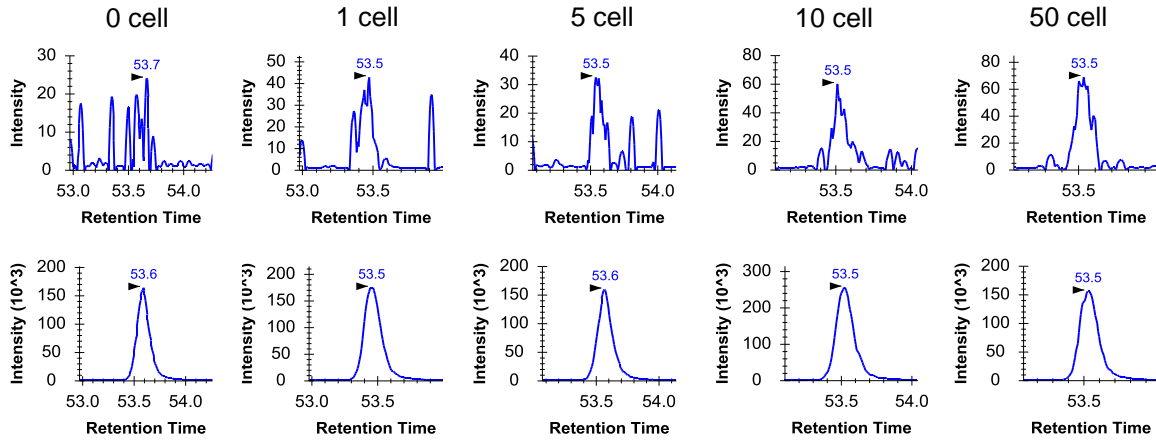 0 cell 1 cell 5 cell 10 cell 50 cell
Intensity 30 20 10 0 53.7 53.0 53.5 54.0 Retention Time
Intensity 50 40 30 20 10 0 53.5 53.0 53.5 Retention Time
Intensity 40 30 20 10 0 53.5 53.5 54.0 Retention Time
Intensity 80 60 40 20 0 53.5 53.5 54.0 Retention Time
Intensity 80 60 40 20 0 53.5 53.5 Retention Time
Intensity (10^3) 200 150 100 50 0 53.6 53.0 53.5 54.0 Retention Time
Intensity (10^3) 200 150 100 50 0 53.5 53.0 53.5 Retention Time
Intensity (10^3) 200 150 100 50 0 53.6 53.5 54.0 Retention Time
Intensity (10^3) 300 200 100 0 53.5 53.5 54.0 Retention Time
Intensity (10^3) 200 150 100 50 0 53.5 53.5 Retention Time